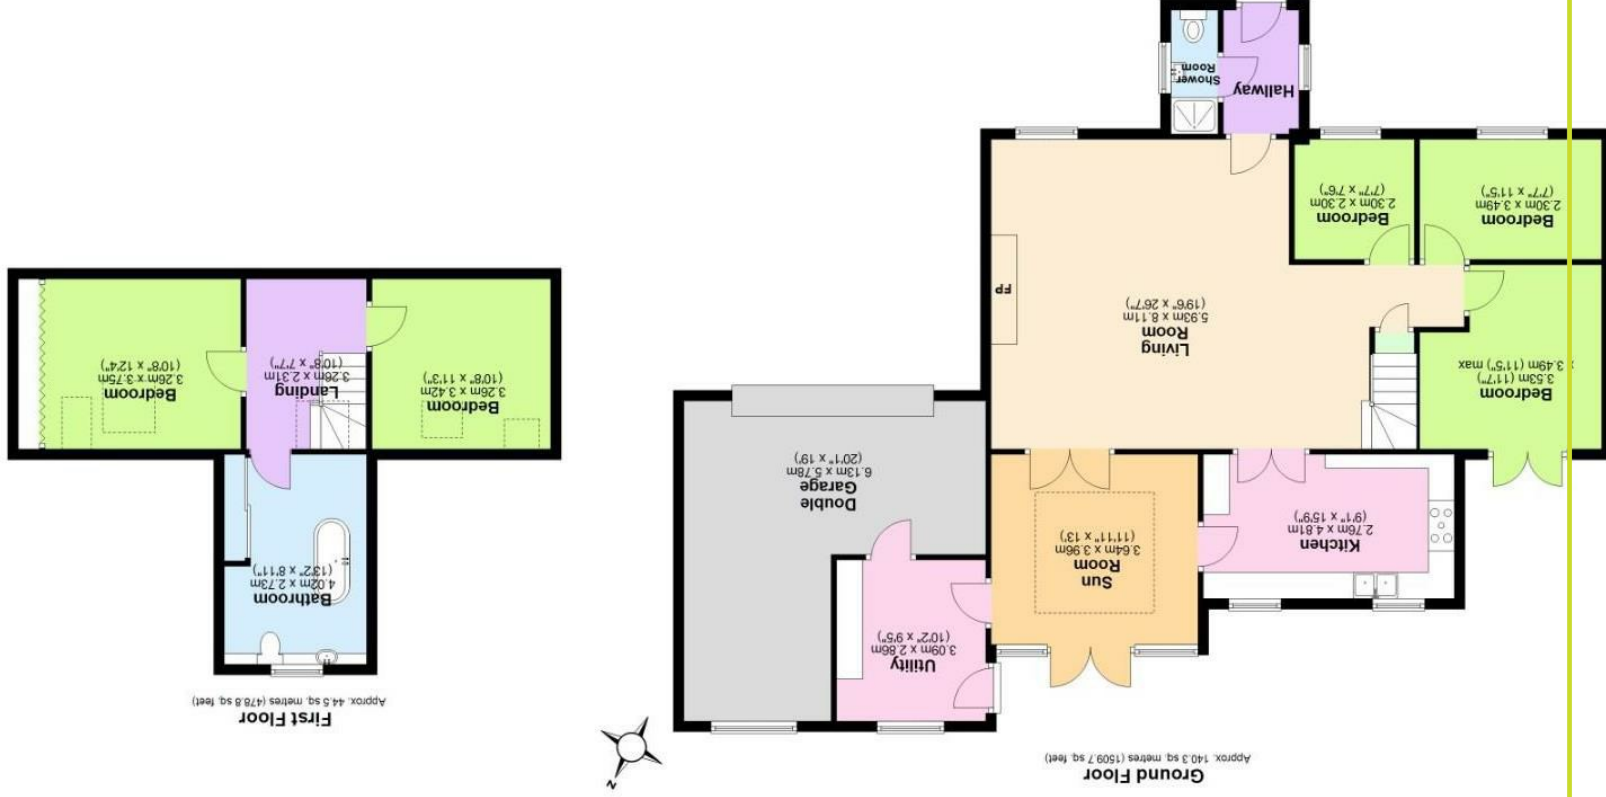 Ground Floor
Approx. 140.3 sq. metres (1509.7 sq. feet)
N
Utility
3.09m x 2.86m
(10'2" x 9'5")
Sun
Room
3.64m x 3.96m
(11'11" x 13')
Kitchen
2.76m x 4.81m
(9'1" x 15'9")
Double
Garage
6.13m x 5.78m
(20'1" x 19')
Bedroom
3.53m (11'7")
x 3.49m (11'5") max
Living
Room
5.93m x 8.11m
(19'6" x 26'7")
FP
Bedroom
2.30m x 3.49m
(7'7" x 11'5")
Bedroom
2.30m x 2.30m
(7'7" x 7'6")
Hallway
Shower
Room
First Floor
Approx. 44.5 sq. metres (478.8 sq. feet)
Bathroom
4.02m x 2.73m
(13'2" x 8'11")
Bedroom
3.26m x 3.42m
(10'8" x 11'3")
Landing
3.26m x 2.31m
(10'8" x 7'7")
Bedroom
3.26m x 3.75m
(10'8" x 12'4")